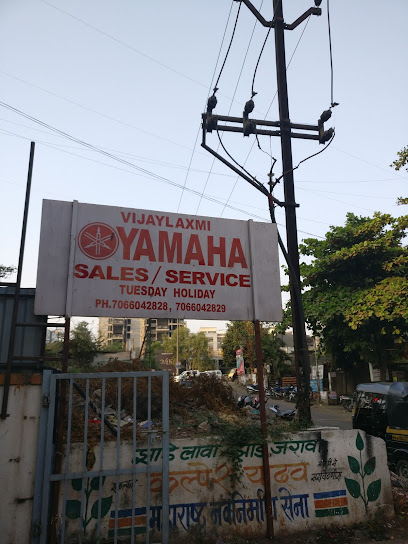 VIJAYLAXMI
YAMAHA
SALES/SERVICE
TUESDAY HOLIDAY
PH.7066042828, 7066042829
झाडे लावा झाडे जगवा
महाराष्ट्र नवनिर्माण सेना